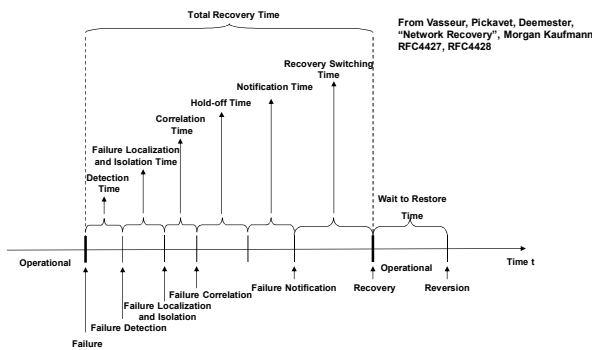 Total Recovery Time
From Vasseur, Pickavet, Deemester,
“Network Recovery”, Morgan Kaufmann
RFC4427, RFC4428
Recovery Switching
Time
Notification Time
Hold-off Time
Correlation
Time
Failure Localization
and Isolation Time
Detection
Time
Wait to Restore
Time
Operational
Operational
Time t
Failure Correlation
Failure Notification
Recovery
Reversion
Failure Localization
and Isolation
Failure Detection
Failure